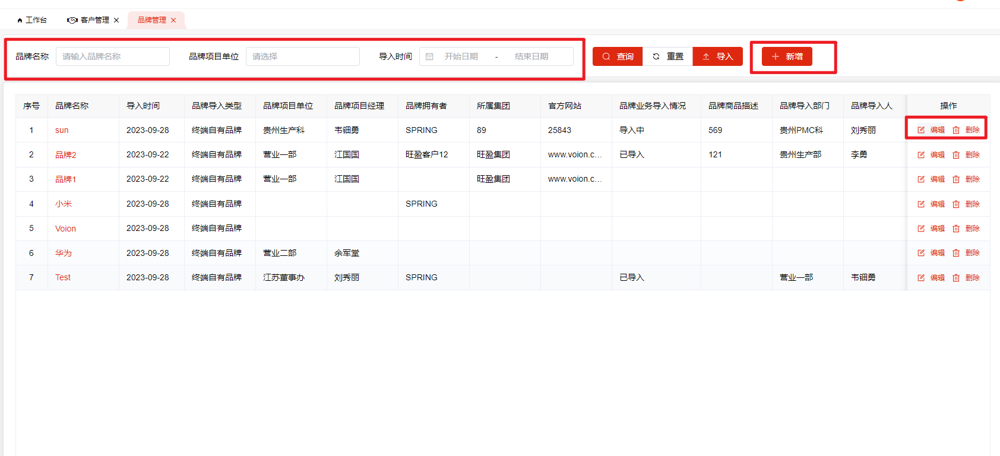 工作台 客户管理 品牌管理
品牌名称 请输入品牌名称 品牌项目单位 请选择 导入时间 开始日期 - 结束日期 查询 重置 导入 新增
序号 品牌名称 导入时间 品牌导入类型 品牌项目单位 品牌项目经理 品牌拥有者 所属集团 官方网站 品牌业务导入情况 品牌商品描述 品牌导入部门 品牌导入人 操作
1 sun 2023-09-28 终端自有品牌 贵州生产科 韦钿勇 SPRING 89 25843 导入中 569 贵州PMC科 刘秀丽 编辑 删除
2 品牌2 2023-09-22 终端自有品牌 营业一部 江国国 旺盈客户12 旺盈集团 www.voion.c... 已导入 121 贵州生产部 李勇 编辑 删除
3 品牌1 2023-09-22 终端自有品牌 营业一部 江国国 旺盈集团 www.voion.c... 编辑 删除
4 小米 2023-09-28 终端自有品牌 SPRING 编辑 删除
5 Voion 2023-09-28 终端自有品牌 编辑 删除
6 华为 2023-09-28 终端自有品牌 营业二部 余军堂 编辑 删除
7 Test 2023-09-28 终端自有品牌 江苏董事办 刘秀丽 SPRING 已导入 营业一部 韦钿勇 编辑 删除